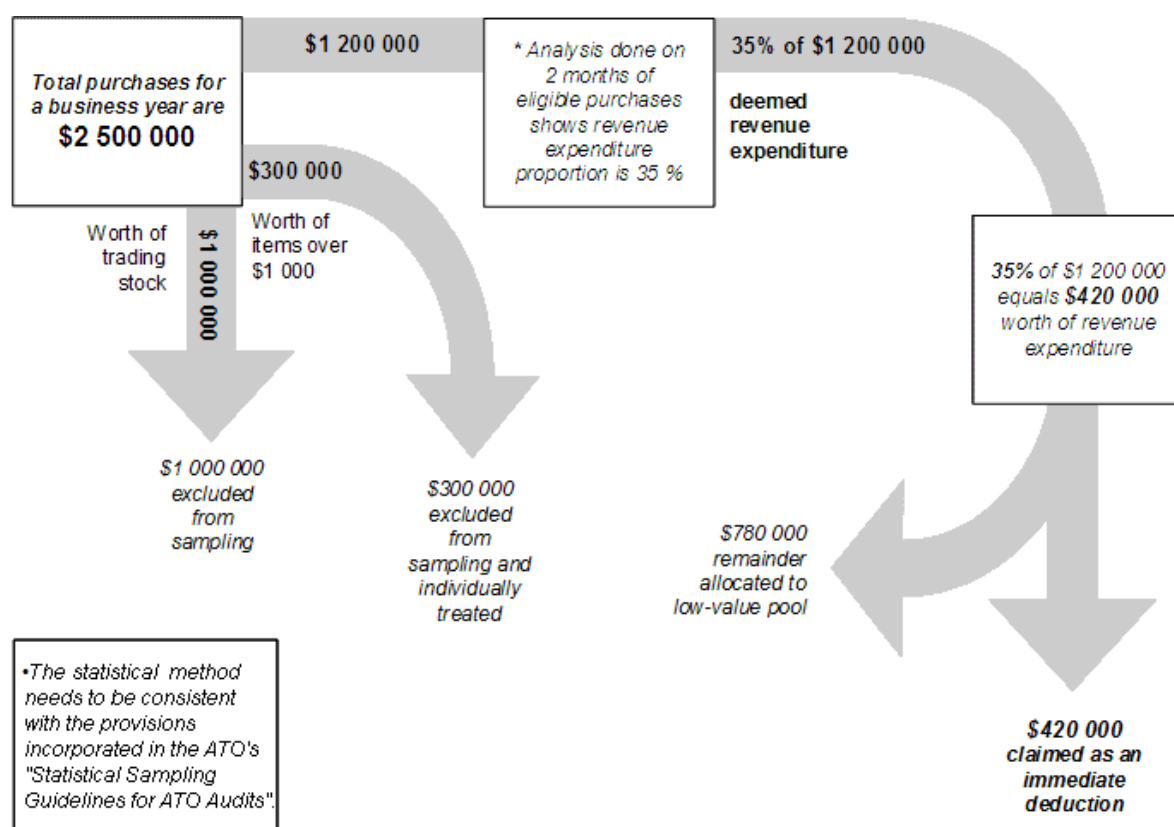 Total purchases for
a business year are
$2 500 000
$1 200 000
* Analysis done on
2 months of
eligible purchases
shows revenue
expenditure
proportion is 35 %
35% of $1 200 000
deemed
revenue
expenditure
$300 000
Worth of
items over
$1 000
Worth of
trading
stock
$1 000 000
35% of $1 200 000
equals $420 000
worth of revenue
expenditure
$1 000 000
excluded
from
sampling
$300 000
excluded
from
sampling and
individually
treated
$780 000
remainder
allocated to
low-value pool
•The statistical method
needs to be consistent
with the provisions
incorporated in the ATO's
"Statistical Sampling
Guidelines for ATO Audits".
$420 000
claimed as an
immediate
deduction